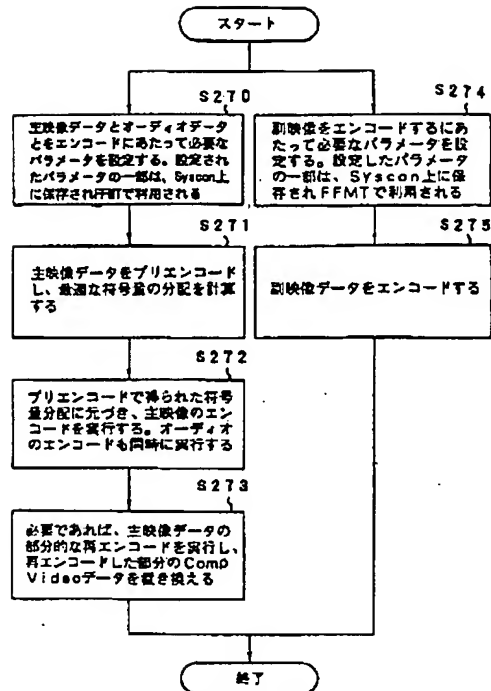 スタート
S270
主映像データとオーディオデータ
とをエンコードにあたって必要な
パラメータを設定する。設定され
たパラメータの一部は、Syscon上
に保存されFFMTで利用される
S271
主映像データをプリエンコード
し、最適な符号量の分配を計算
する
S272
プリエンコードで得られた符号
量分配に元づき、主映像のエン
コードを実行する。オーディオ
のエンコードも同時に実行する
S273
必要であれば、主映像データの
部分的な再エンコードを実行し、
再エンコードした部分のComp
Videoデータを置き換える
S274
副映像をエンコードするにあ
たって必要なパラメータを設
定する。設定したパラメータ
の一部は、Syscon上に保
存されFFMTで利用される
S275
副映像データをエンコードする
終了